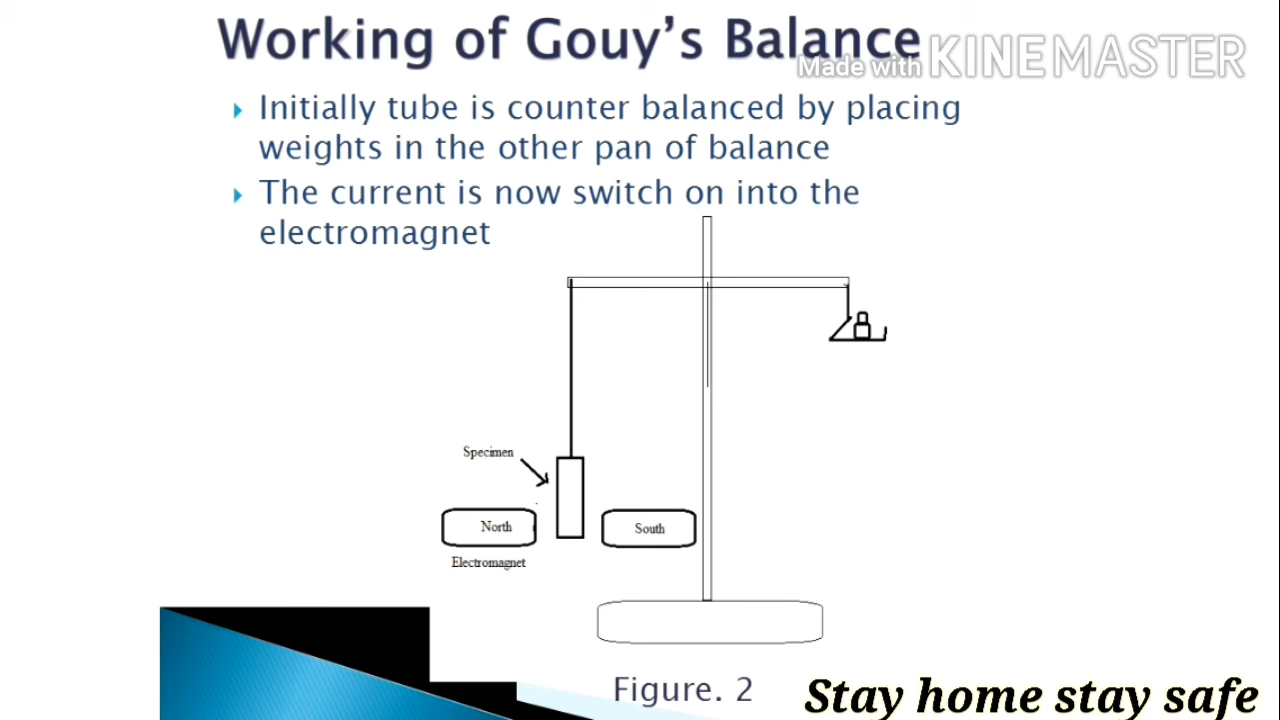 Working of Gouy's Balance
Made with KINEMASTER
Initially tube is counter balanced by placing
weights in the other pan of balance
The current is now switch on into the
electromagnet
Specimen
North
South
Electromagnet
Figure. 2
Stay home stay safe